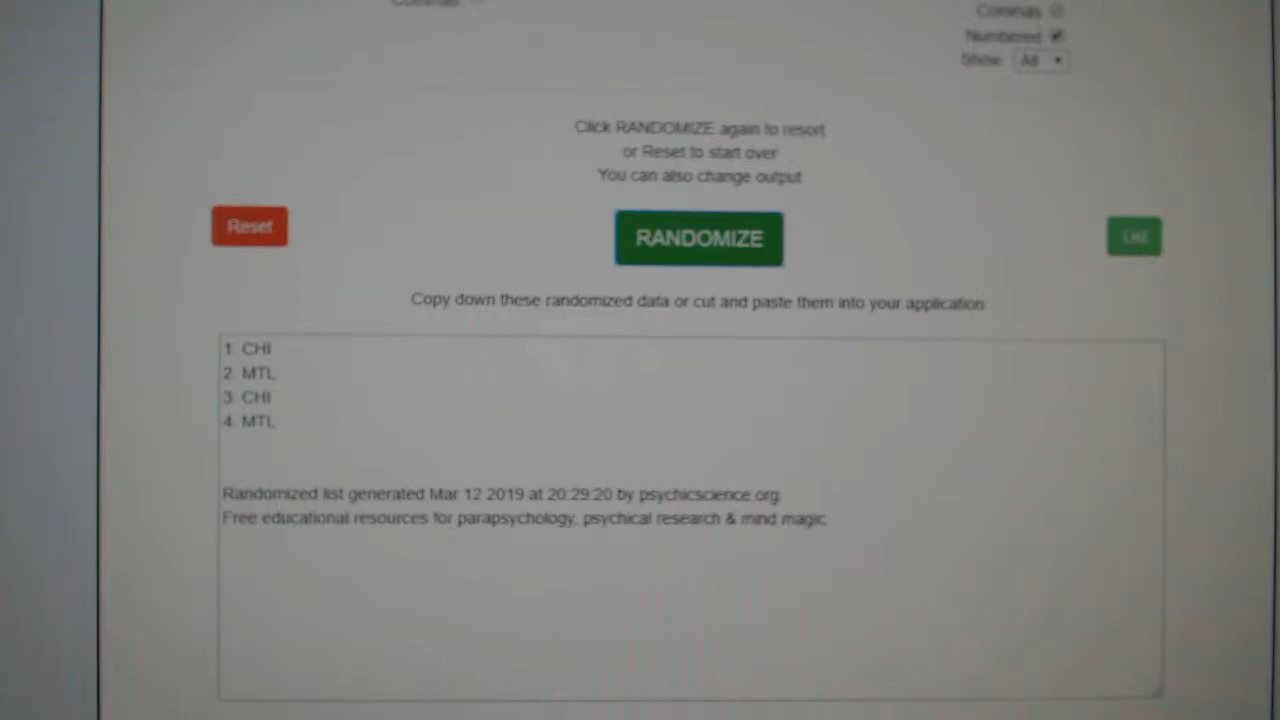 Commas
Commas
Numbered
Show All
Click RANDOMIZE again to resort
or Reset to start over
You can also change output
Reset
RANDOMIZE
List
Copy down these randomized data or cut and paste them into your application
1. CHI
2. MTL
3. CHI
4. MTL
Randomized list generated Mar 12 2019 at 20:29:20 by psychicscience.org
Free educational resources for parapsychology, psychical research & mind magic